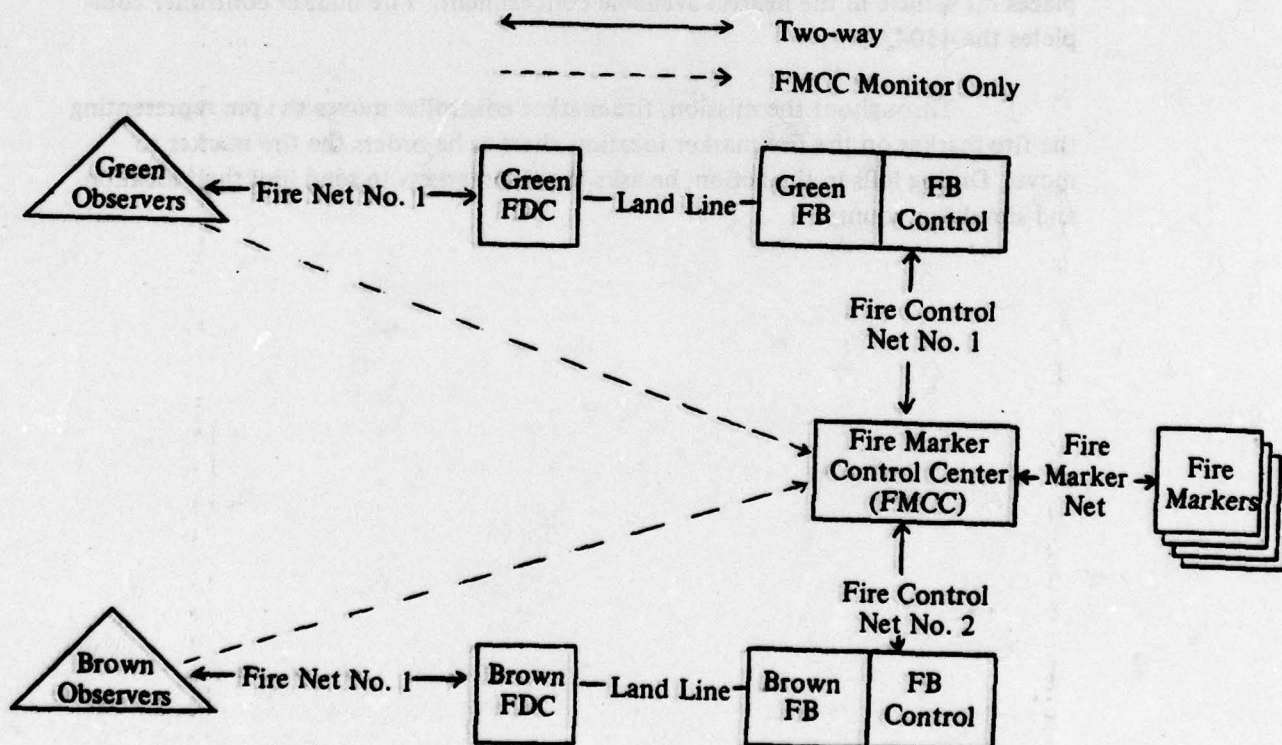 Two-way
FMCC Monitor Only
Green
Observers
Fire Net No. 1
Green
FDC
Land Line
Green
FB
FB
Control
Fire Control
Net No. 1
Fire Marker
Control Center
(FMCC)
Fire
Marker
Net
Fire
Markers
Fire Control
Net No. 2
Brown
Observers
Fire Net No. 1
Brown
FDC
Land Line
Brown
FB
FB
Control